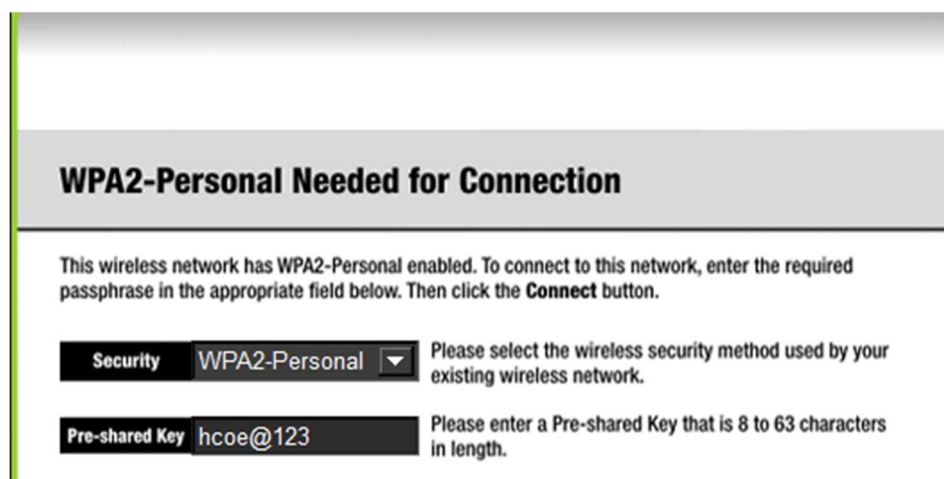 WPA2-Personal Needed for Connection
This wireless network has WPA2-Personal enabled. To connect to this network, enter the required
passphrase in the appropriate field below. Then click the Connect button.
Security WPA2-Personal Please select the wireless security method used by your
existing wireless network.
Pre-shared Key hcoe@123 Please enter a Pre-shared Key that is 8 to 63 characters
in length.